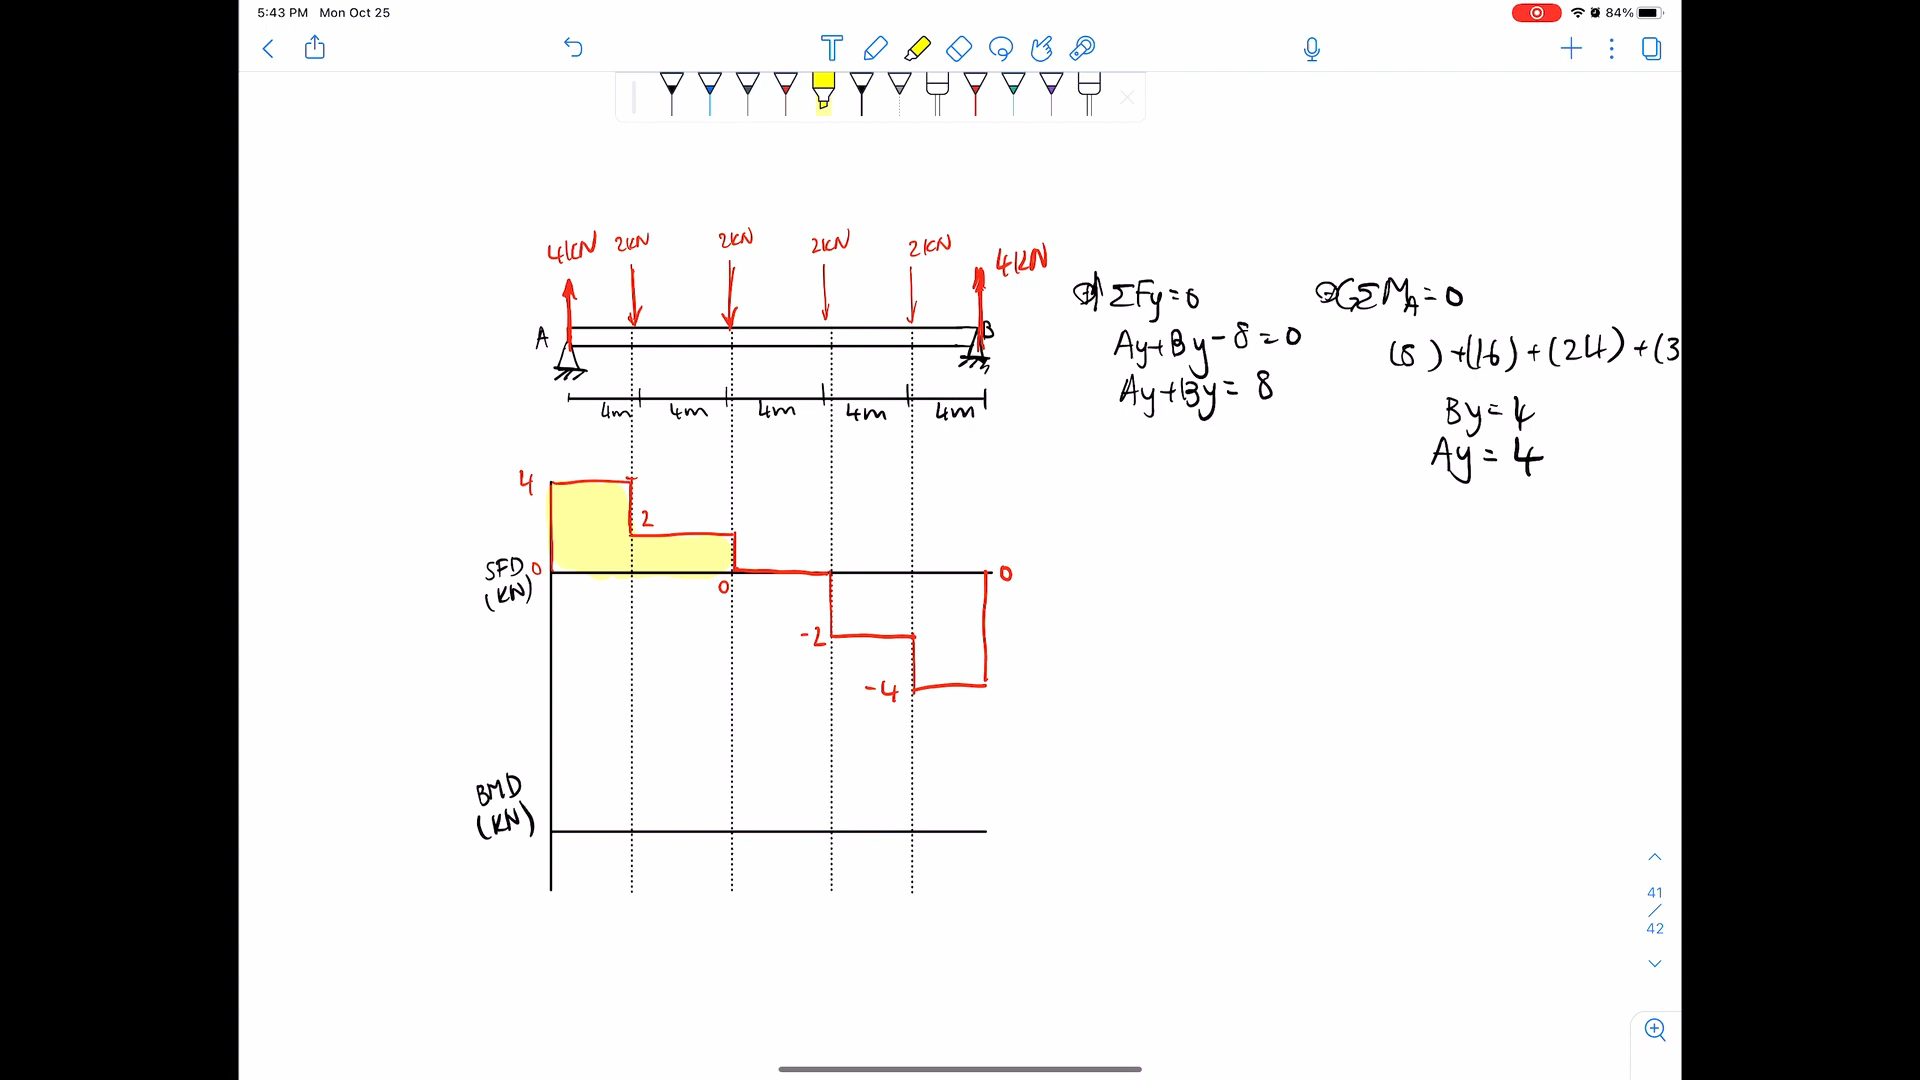 5:43 PM Mon Oct 25
84%
4KN 2KN 2KN 2KN 2KN 4KN
A B
4m 4m 4m 4m 4m
ΣFy=0
Ay+By-8=0
Ay+By=8
ΣMA=0
(8)+(16)+(24)+(3
By=4
Ay=4
4
2
SFD 0
(KN)
0
0
-2
-4
BMD
(KN)
41
/
42